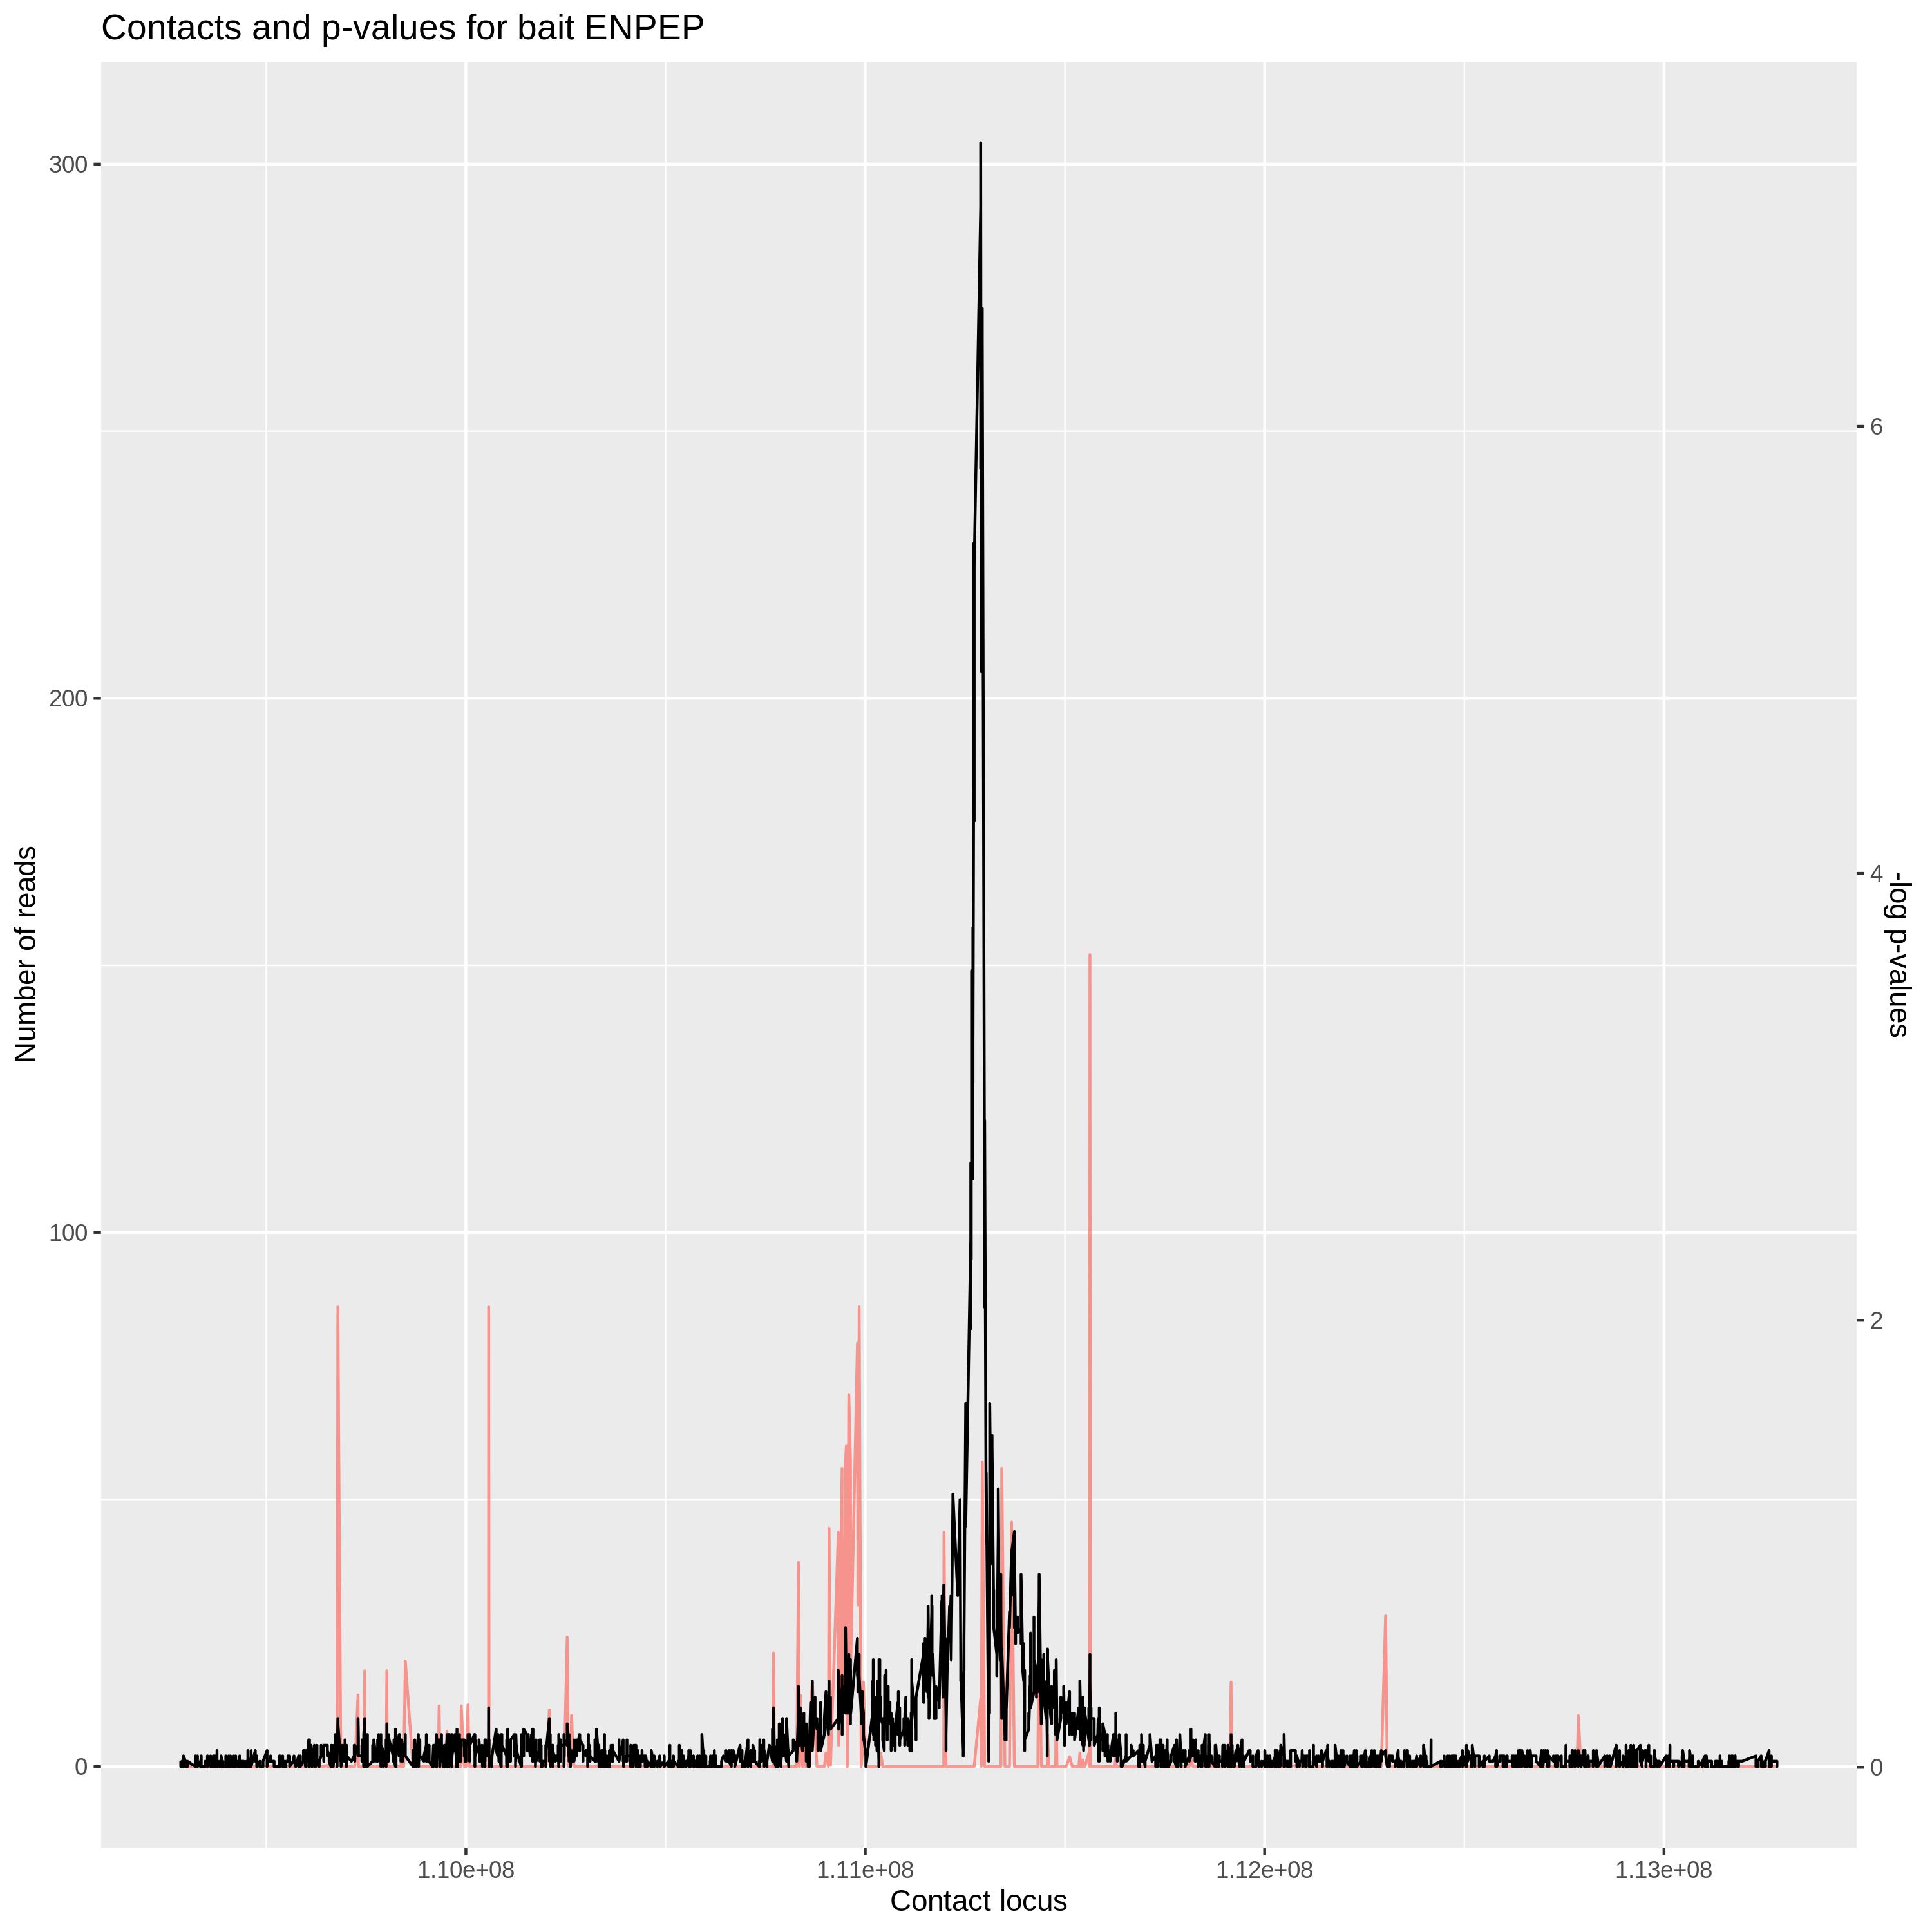 Contacts and p-values for bait ENPEP
Number of reads
300
200
100
0
6
4
2
0
-log p-values
1.10e+08
1.11e+08
1.12e+08
1.13e+08
Contact locus